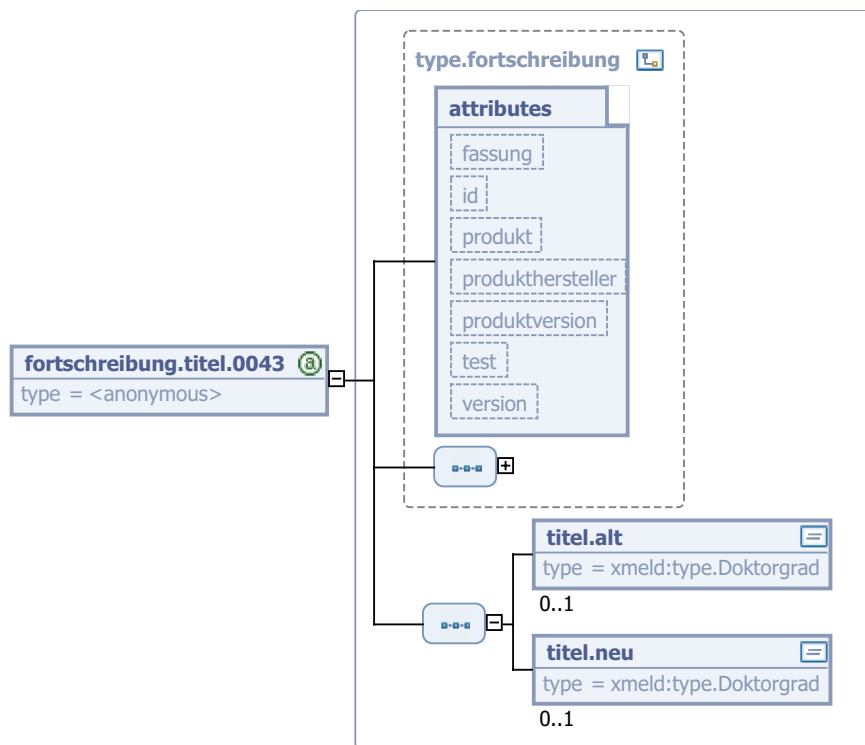 type.fortschreibung
attributes
fassung
id
produkt
produkthersteller
produktversion
test
version
fortschreibung.titel.0043 @
type = <anonymous>
titel.alt
type = xmeld:type.Doktorgrad
0..1
titel.neu
type = xmeld:type.Doktorgrad
0..1